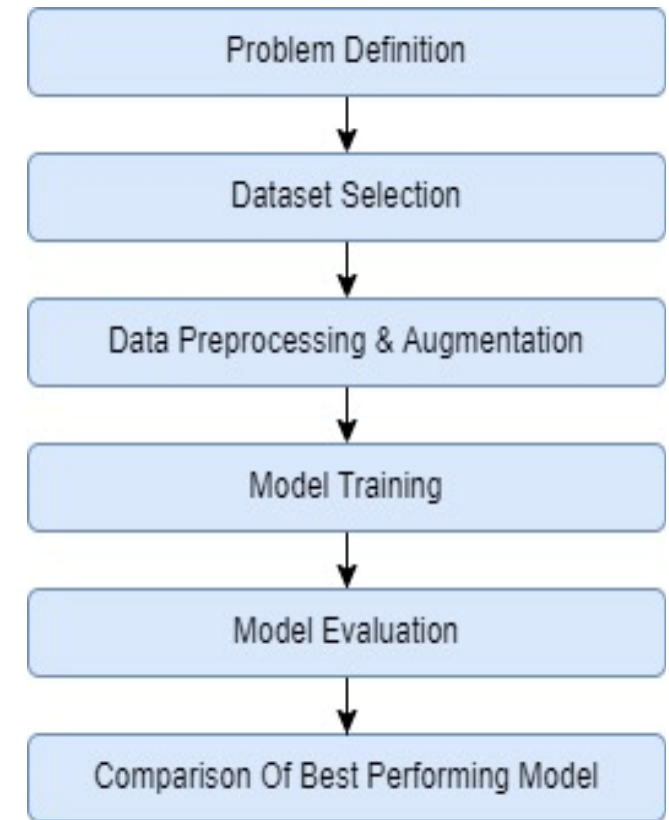 Problem Definition
Dataset Selection
Data Preprocessing & Augmentation
Model Training
Model Evaluation
Comparison Of Best Performing Model